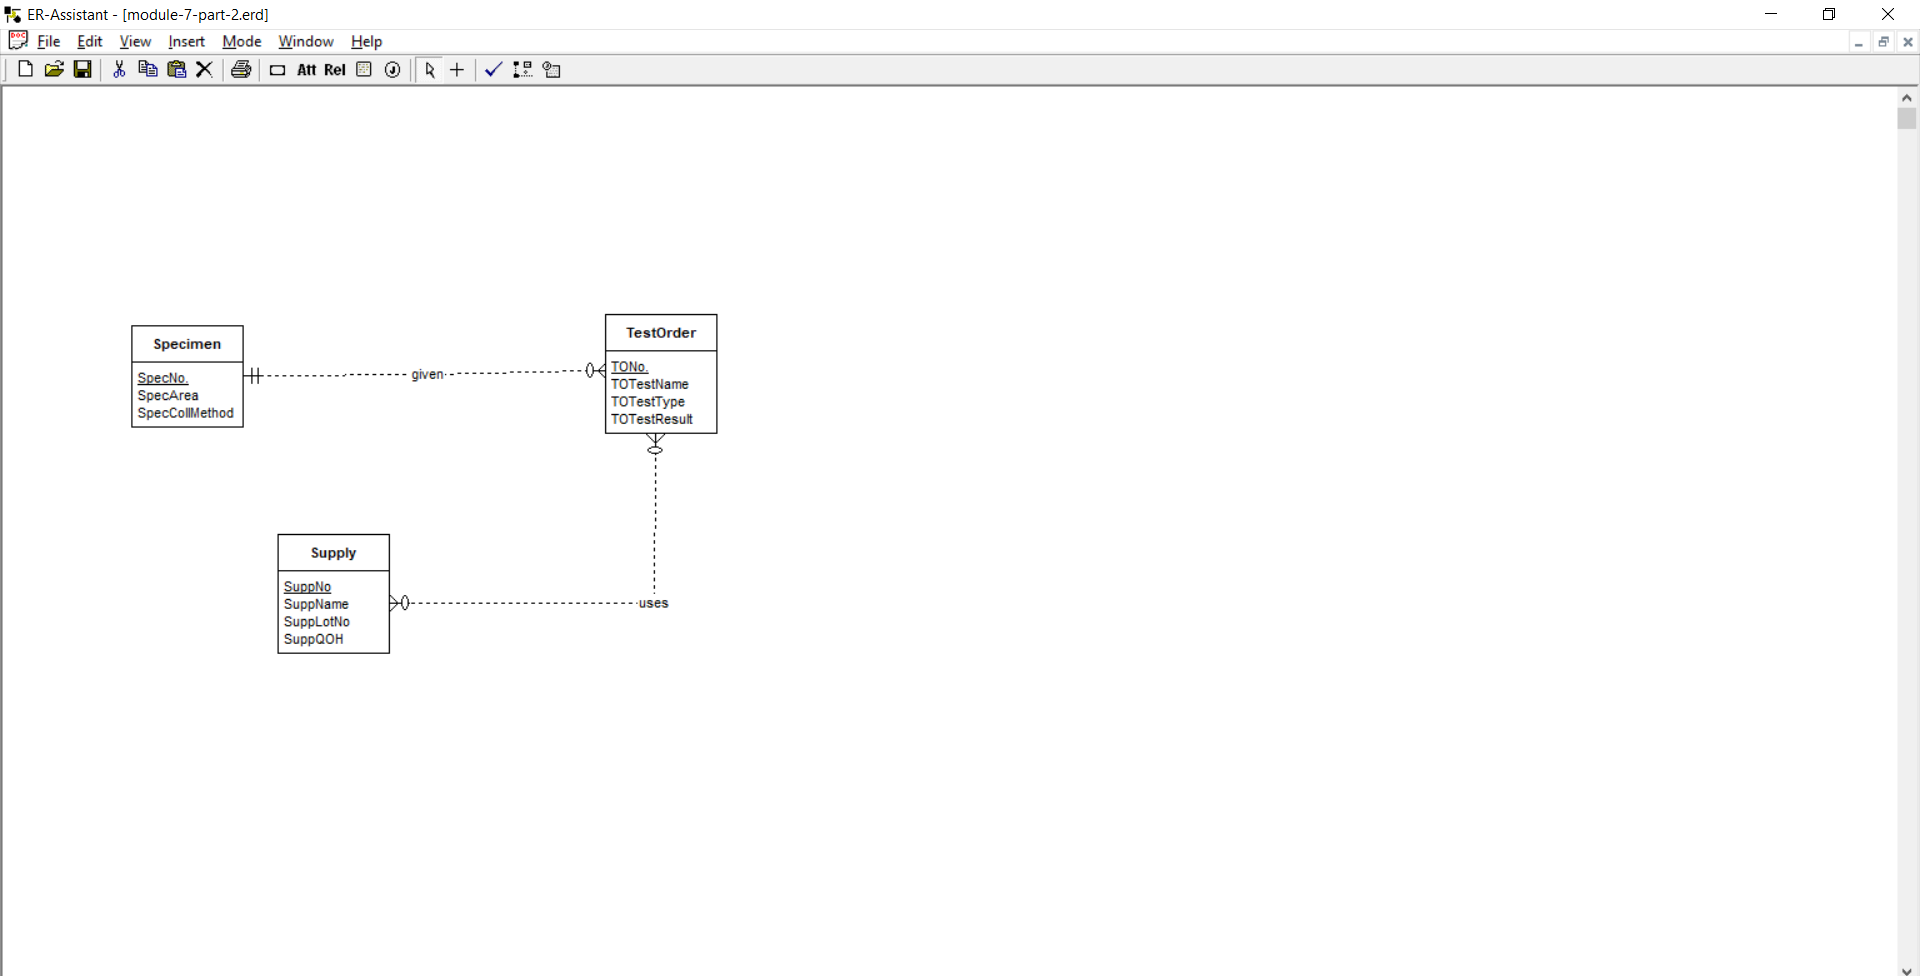 ER-Assistant - [module-7-part-2.erd]
DOC File Edit View Insert Mode Window Help
Att Rel J
Specimen
SpecNo.
SpecArea
SpecCollMethod
given
TestOrder
TONo.
TOTestName
TOTestType
TOTestResult
Supply
SuppNo
SuppName
SuppLotNo
SuppQOH
uses